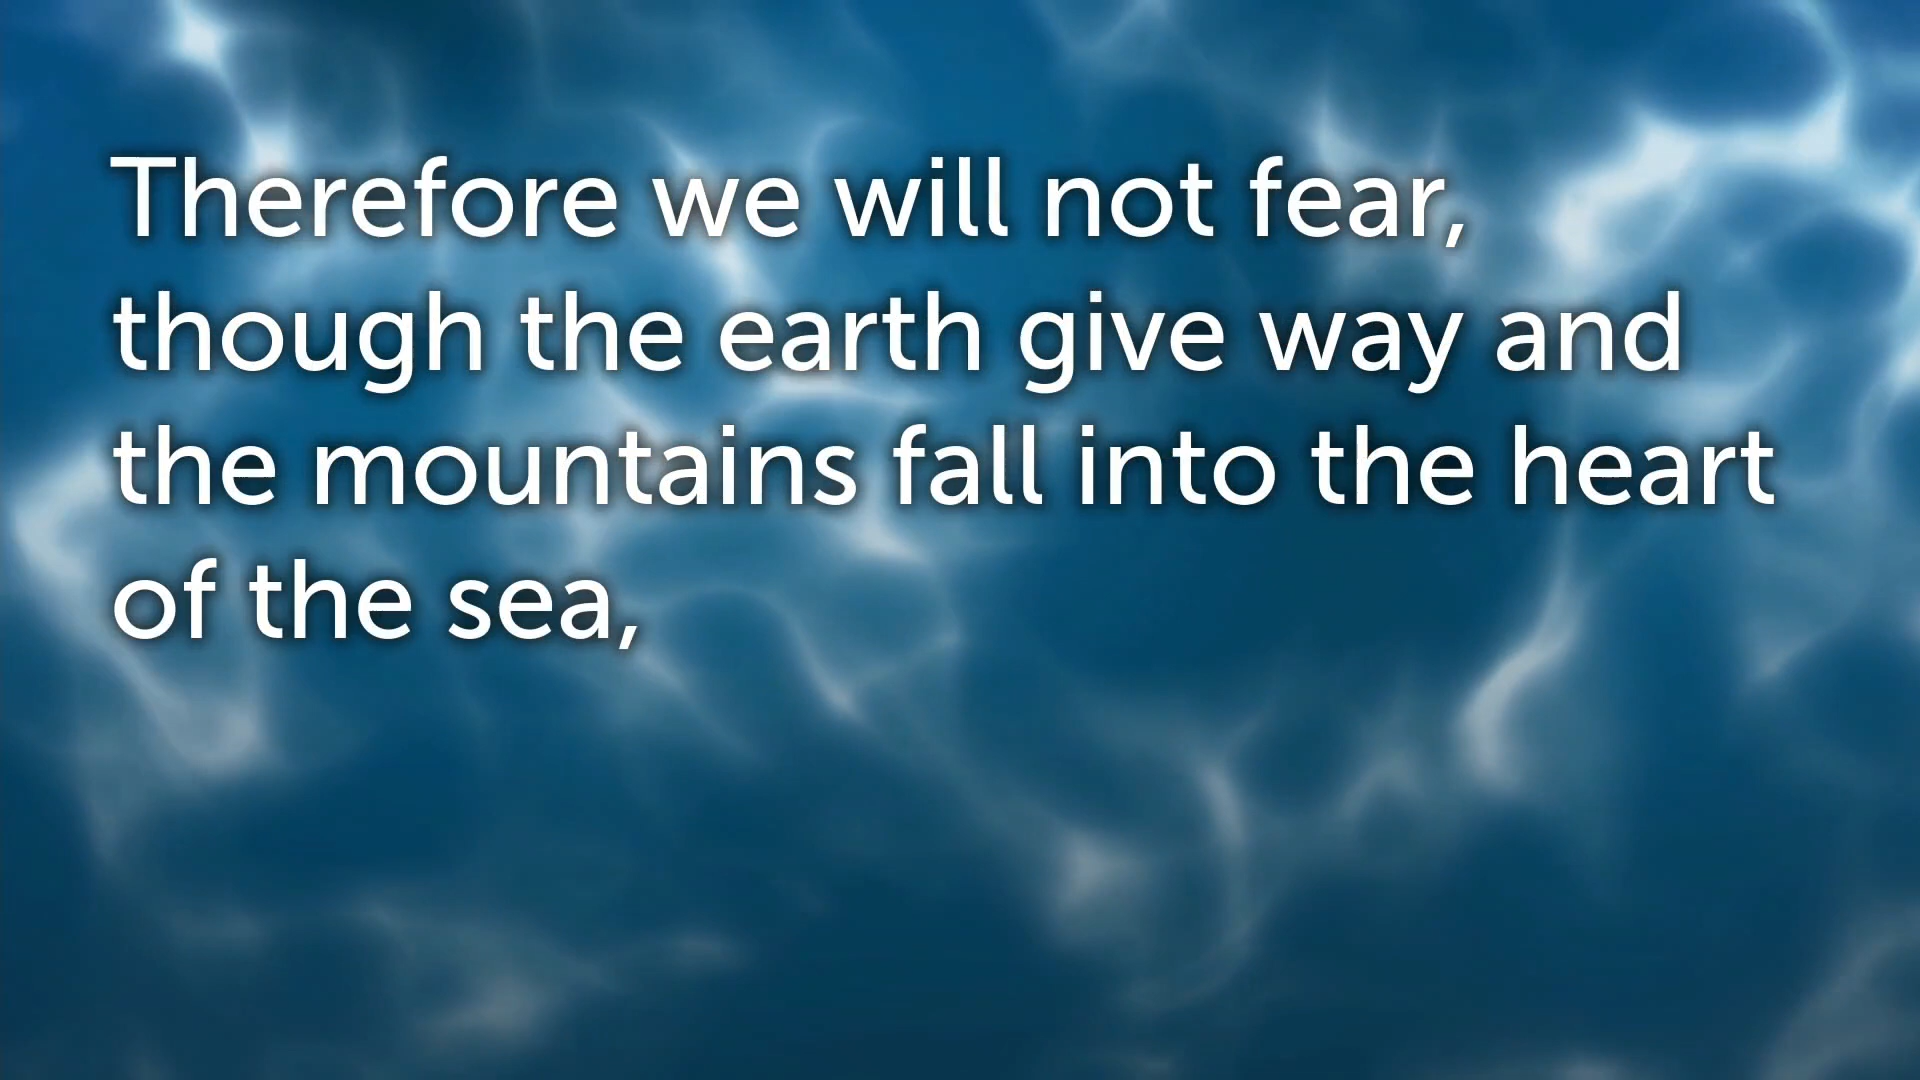 Therefore we will not fear,
though the earth give way and
the mountains fall into the heart
of the sea,